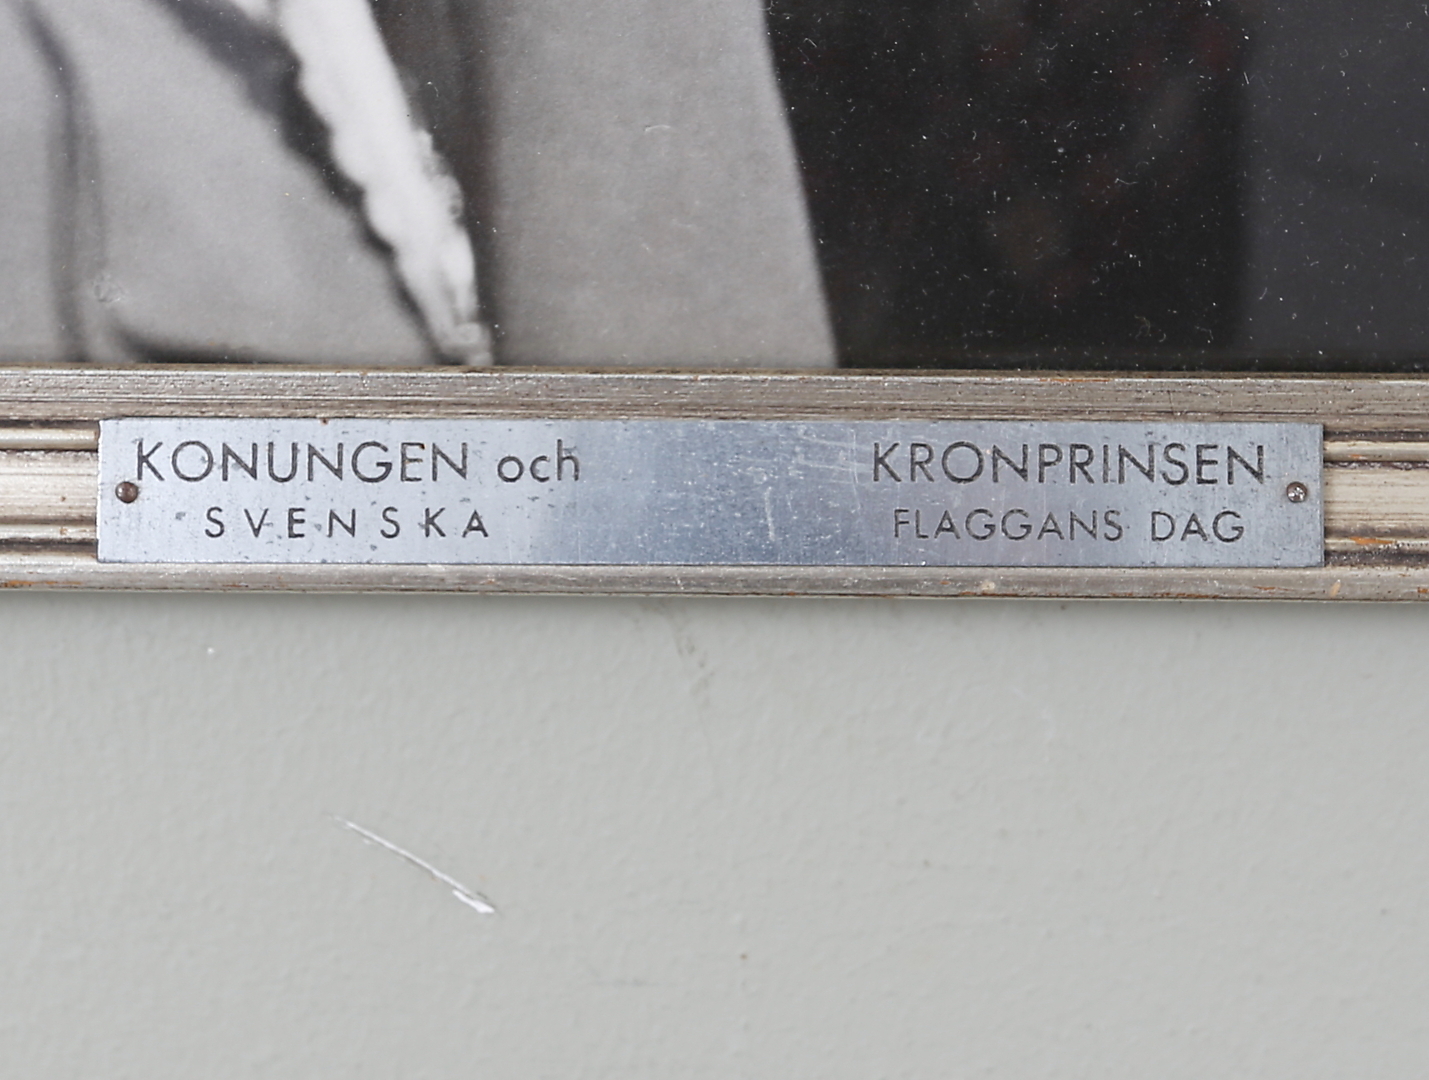 KONUNGEN och KRONPRINSEN
SVENSKA FLAGGANS DAG